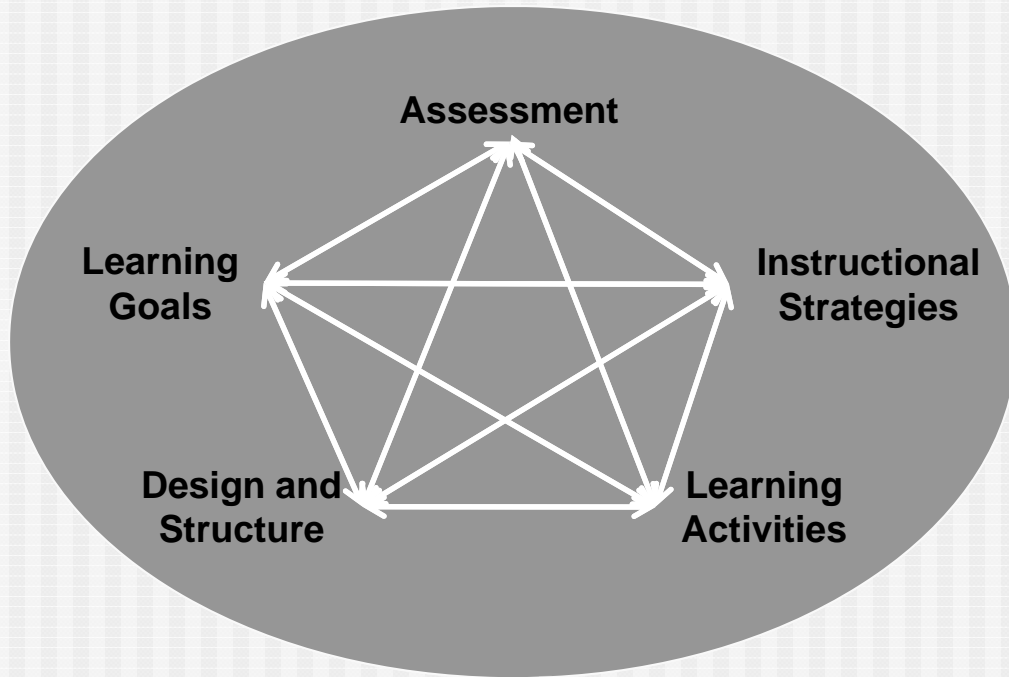 Assessment
Learning
Goals
Instructional
Strategies
Design and
Structure
Learning
Activities